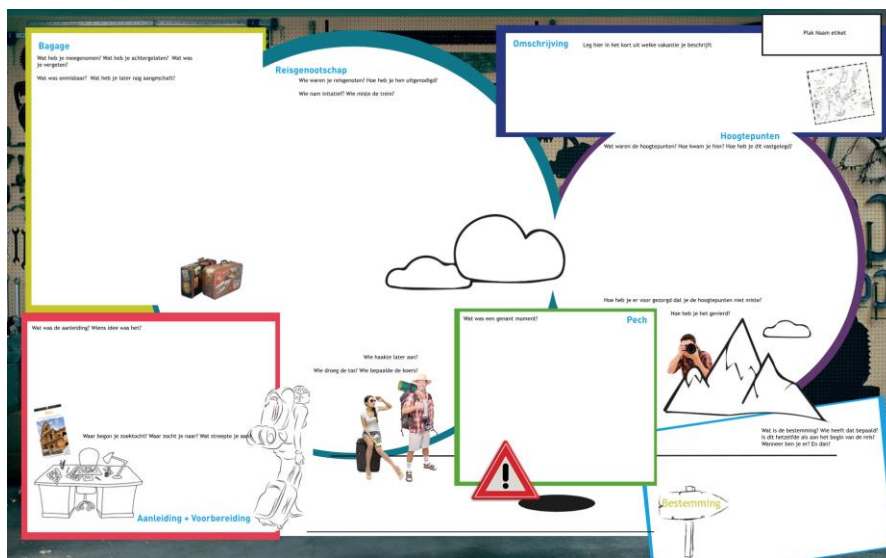 Bagage
Wat heb je meegenomen? Wat heb je achtergelaten? Wat was
je vergeten?
Wat was onmisbaar? Wat heb je later nog aangeschaft?
Reisgenootschap
Wie waren je reisgenoten? Hoe heb je hen uitgenodigd?
Wie nam initiatief? Wie miste de trein?
Omschrijving
Leg hier in het kort uit welke vakantie je beschrijft
Plak Naam etiket
Hoogtepunten
Wat waren de hoogtepunten? Hoe kwam je hier? Hoe heb je dit vastgelegd?
Hoe heb je er voor gezorgd dat je de hoogtepunten niet miste?
Hoe heb je het gevierd?
Wat was de aanleiding? Wiens idee was het?
Waar begon je zoektocht? Waar zocht je naar? Wat streepte je
Aanleiding + Voorbereiding
Wie haakte later aan?
Wie droeg de tas? Wie bepaalde de koers?
Wat was een genant moment?
Pech
Wat is de bestemming? Wie heeft dat bepaald?
Is dit hetzelfde als aan het begin van de reis?
Wanneer ben je er? En dan?
Bestemming